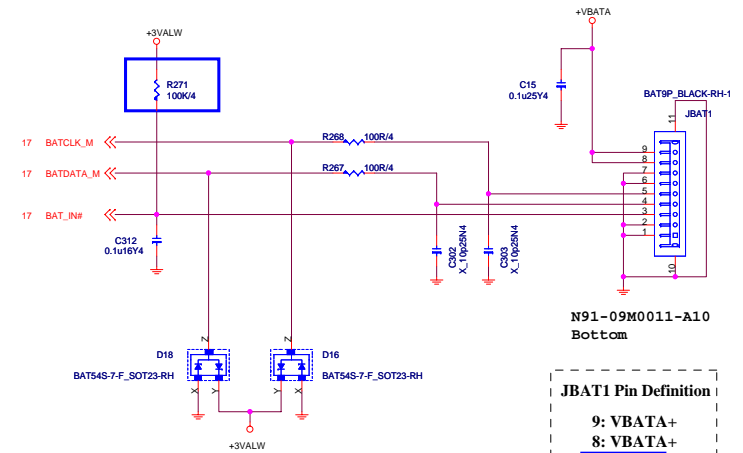 +VBATA
+3VALW
R271
100K/4
C15
0.1u25Y4
BAT9P_BLACK-RH-1
JBAT1
11
17 BATCLK_M
R268 100R/4
17 BATDATA_M
R267 100R/4
17 BAT_IN#
9
8
7
6
5
4
3
2
1
10
C312
0.1u16Y4
C302
X_10p25N4
C303
X_10p25N4
N91-09M0011-A10
Bottom
Z
Z
D18
D16
BAT54S-7-F_SOT23-RH
BAT54S-7-F_SOT23-RH
X
Y
Y
X
+3VALW
JBAT1 Pin Definition
9: VBATA+
8: VBATA+